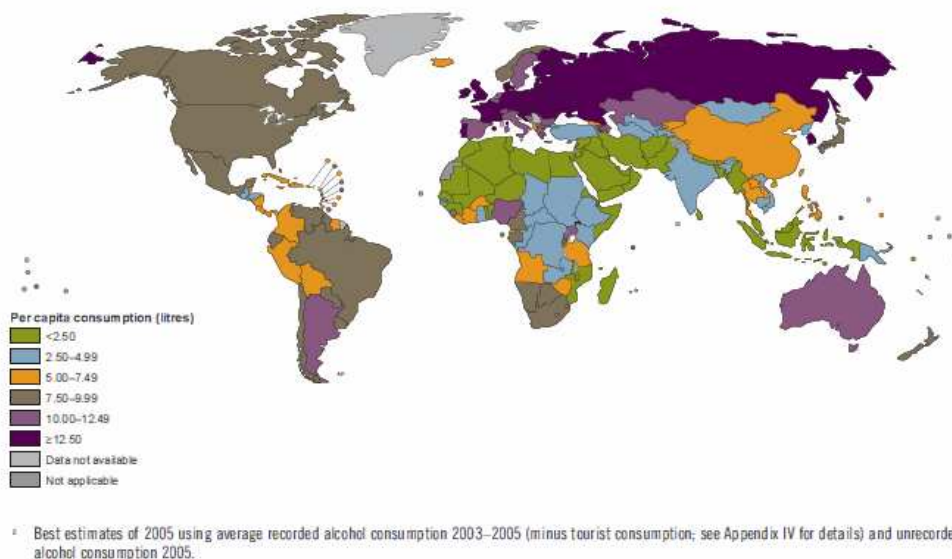 Per capita consumption (litres)
<2.50
2.50–4.99
5.00–7.49
7.50–9.99
10.00–12.49
≥12.50
Data not available
Not applicable
Best estimates of 2005 using average recorded alcohol consumption 2003–2005 (minus tourist consumption; see Appendix IV for details) and unrecorde
alcohol consumption 2005.